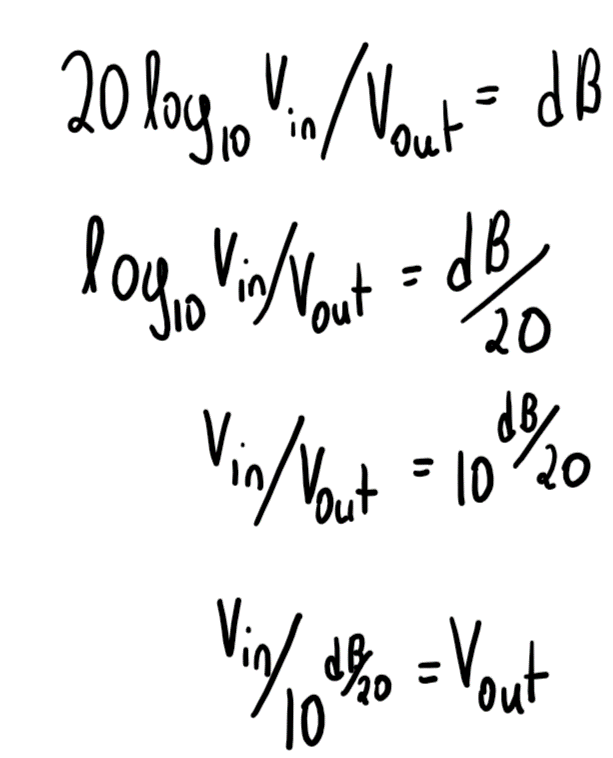 20 log₁₀ Vᵢₙ/Vₒᵤₜ = dB
log₁₀ Vᵢₙ/Vₒᵤₜ = dB/20
Vᵢₙ/Vₒᵤₜ = 10^dB/20
Vᵢₙ/10^dB/20 = Vₒᵤₜ